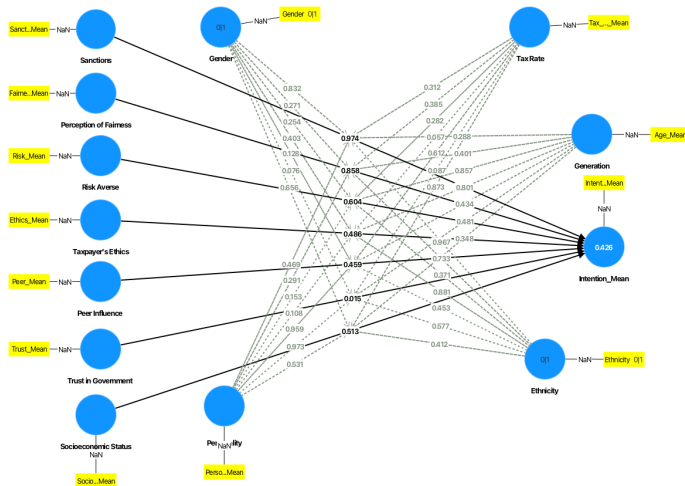 Sanct...Mean
NaN
Sanctions
0|1
Gender
NaN
Gender 0|1
Tax Rate
NaN
Tax_..._Mean
Faime...Mean
NaN
Perception of Fairness
Risk_Mean
NaN
Risk Averse
Ethics_Mean
NaN
Taxpayer's Ethics
Peer_Mean
NaN
Peer Influence
Trust_Mean
NaN
Trust in Government
Socioeconomic Status
NaN
Socio...Mean
0.832
0.271
0.254
0.403
0.128
0.076
0.656
0.312
0.385
0.282
0.057
0.612
0.087
0.873
0.288
0.401
0.857
0.801
0.434
0.481
0.348
0.974
0.858
0.604
0.486
0.459
0.015
0.513
0.967
0.733
0.371
0.881
0.453
0.577
0.412
0.469
0.291
0.153
0.108
0.959
0.973
0.531
Generation
NaN
Age_Mean
Intent...Mean
NaN
0.426
Intention_Mean
0|1
Ethnicity
NaN
Ethnicity 0|1
NaN
Perso...Mean